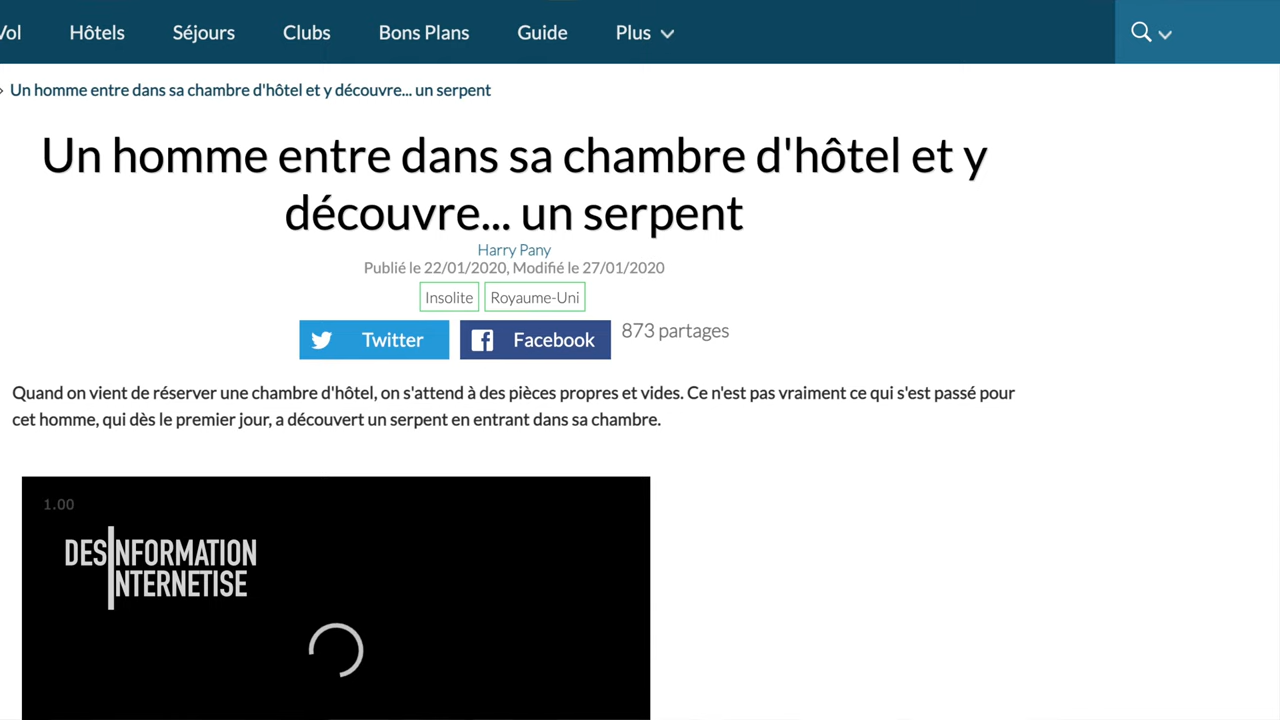 Vol Hôtels Séjours Clubs Bons Plans Guide Plus
> Un homme entre dans sa chambre d'hôtel et y découvre... un serpent
Un homme entre dans sa chambre d'hôtel et y
découvre... un serpent
Harry Pany
Publié le 22/01/2020, Modifié le 27/01/2020
Insolite Royaume-Uni
Twitter Facebook 873 partages
Quand on vient de réserver une chambre d'hôtel, on s'attend à des pièces propres et vides. Ce n'est pas vraiment ce qui s'est passé pour
cet homme, qui dès le premier jour, a découvert un serpent en entrant dans sa chambre.
1.00
DESINFORMATION
INTERNETISE